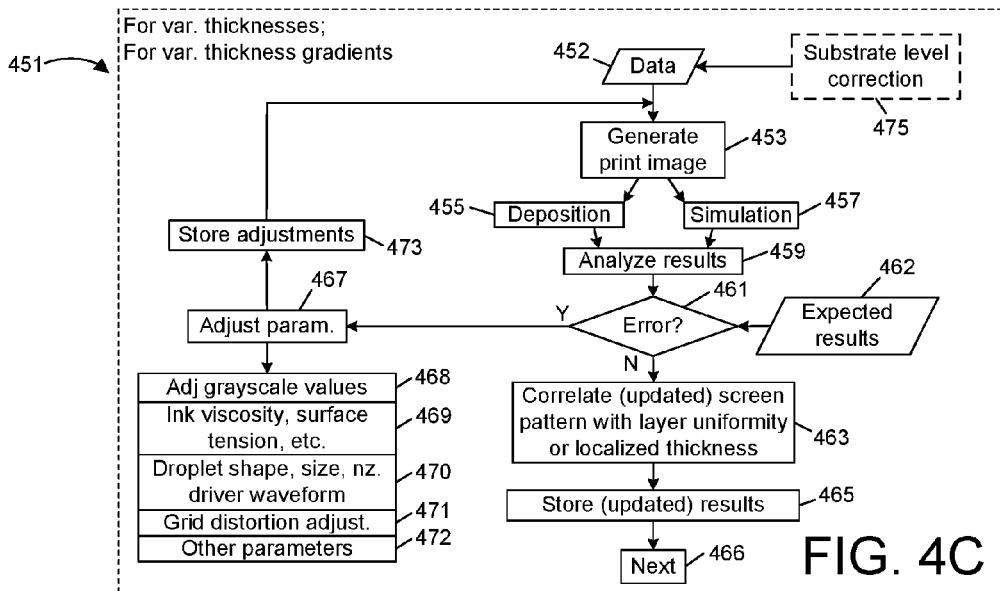 For var. thicknesses;
For var. thickness gradients
451
452
Data
Substrate level
correction
475
Generate
print image
453
455
Deposition
Simulation
457
Store adjustments
473
Analyze results
459
467
461
462
Adjust param.
Y
Error?
Expected
results
N
Adj grayscale values
468
Ink viscosity, surface
tension, etc.
469
Droplet shape, size, nz.
driver waveform
470
Grid distortion adjust.
471
Other parameters
472
Correlate (updated) screen
pattern with layer uniformity
or localized thickness
463
Store (updated) results
465
Next
466
FIG. 4C